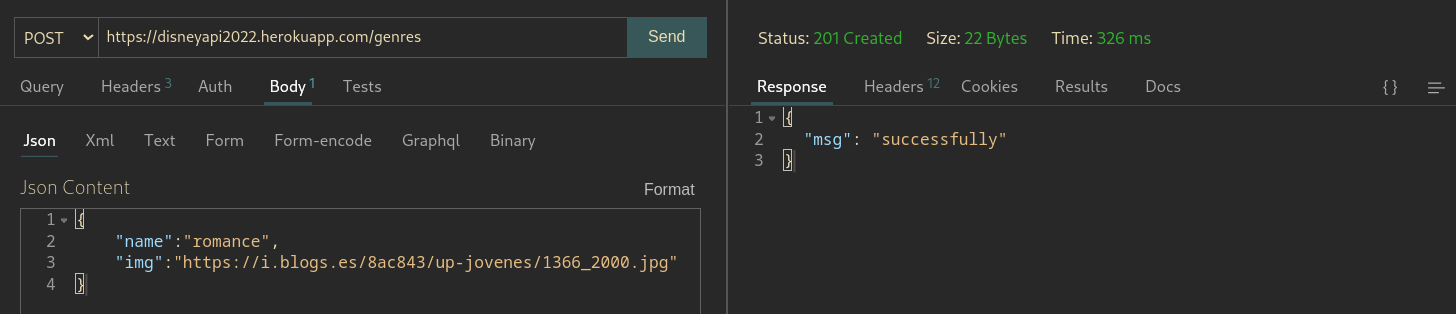 POST https://disneyapi2022.herokuapp.com/genres Send
Query Headers 3 Auth Body 1 Tests
Json Xml Text Form Form-encode Graphql Binary
Json Content Format
1 {
2 "name":"romance",
3 "img":"https://i.blogs.es/8ac843/up-jovenes/1366_2000.jpg"
4 }
Status: 201 Created Size: 22 Bytes Time: 326 ms
Response Headers 12 Cookies Results Docs {}
1 {
2 "msg": "successfully"
3 }